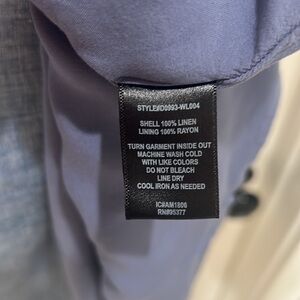 STYLE#D0993-WL004
SHELL 100% LINEN
LINING 100% RAYON
TURN GARMENT INSIDE OUT
MACHINE WASH COLD
WITH LIKE COLORS
DO NOT BLEACH
LINE DRY
COOL IRON AS NEEDED
IC#AM1806
RN#95377